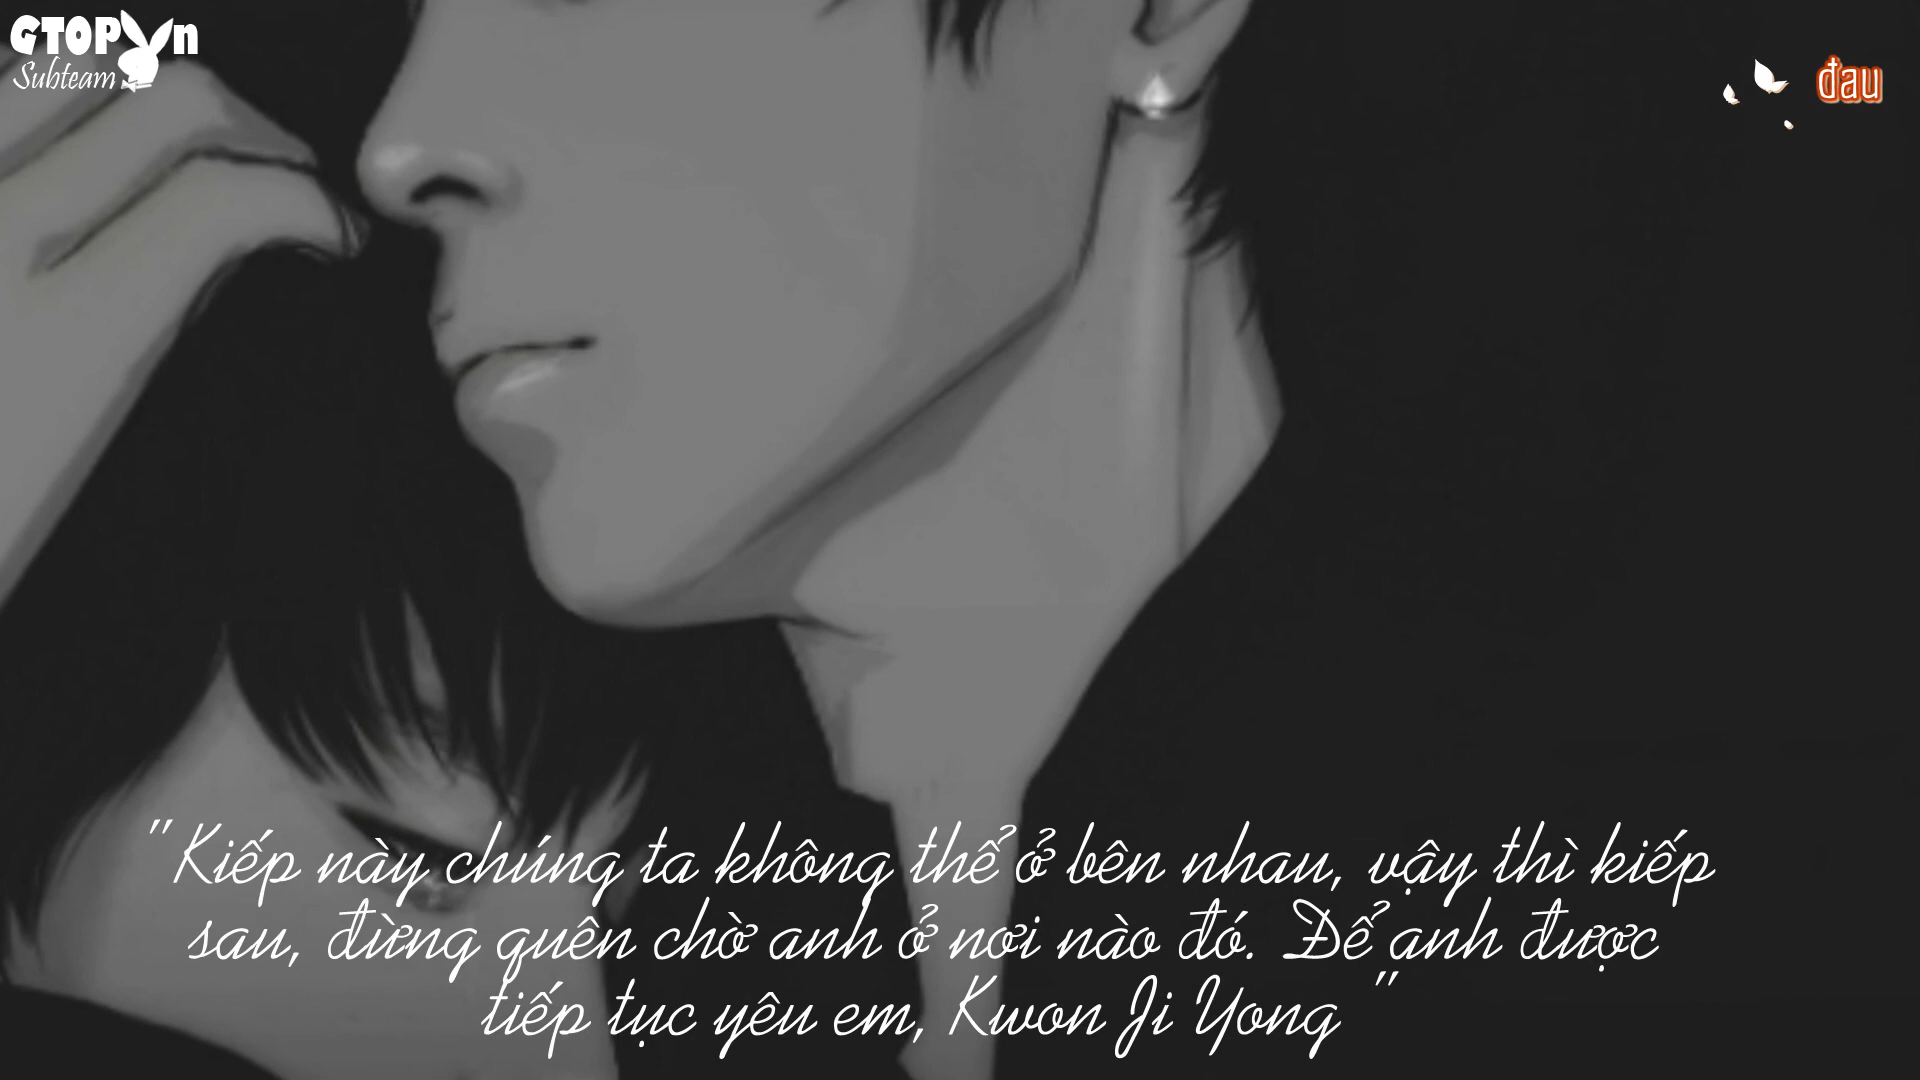 GTOPVn
Subteam
đau
"Kiếp này chúng ta không thể ở bên nhau, vậy thì kiếp
sau, đừng quên chờ anh ở nơi nào đó. Để anh được
tiếp tục yêu em, Kwon Ji Yong"